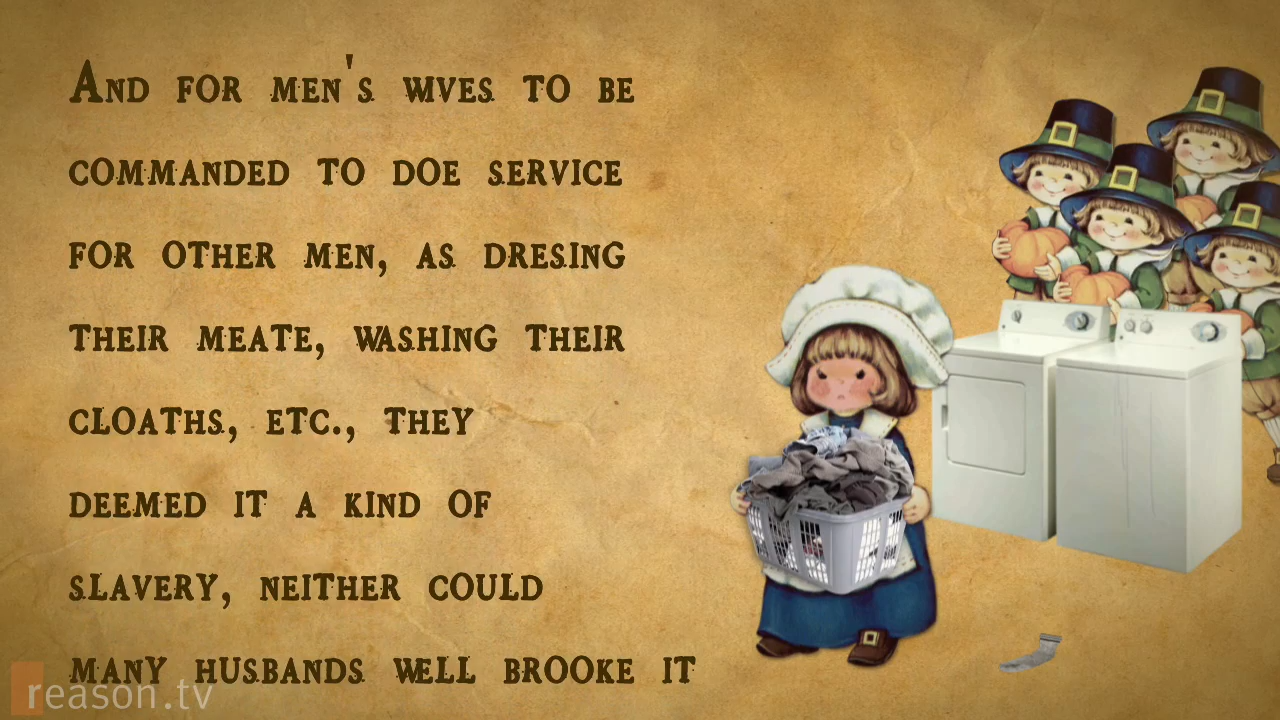 And for men's wives to be
commanded to doe service
for other men, as dresing
their meate, washing their
cloaths, etc., they
deemed it a kind of
slavery, neither could
many husbands well brooke it
reason.tv